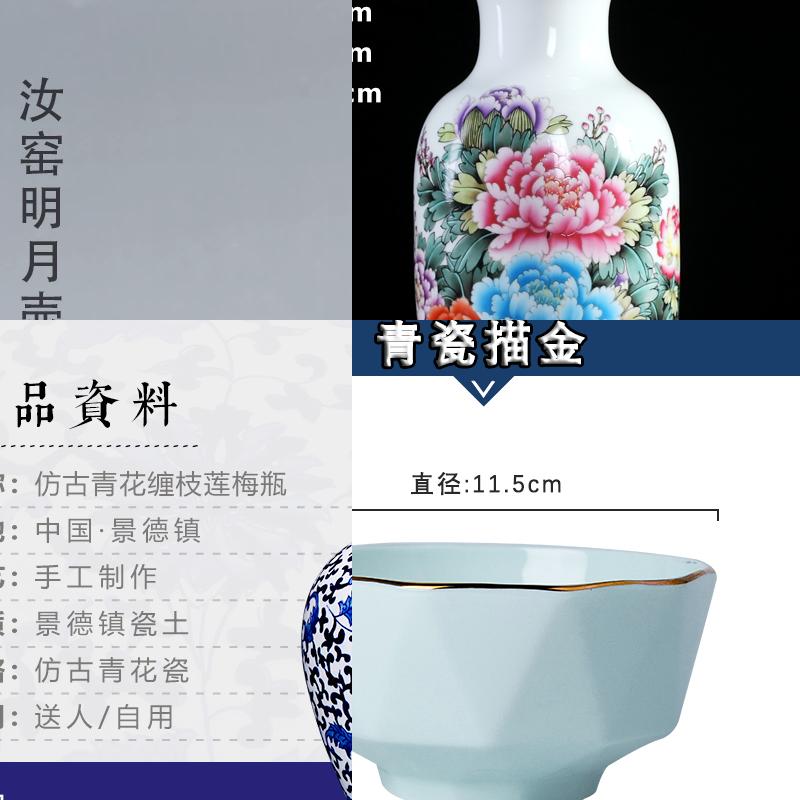 汝窑明月壶
m
m
cm
青瓷描金
直径:11.5cm
品資料
仿古青花缠枝莲梅瓶
中国·景德镇
手工制作
景德镇瓷土
仿古青花瓷
送人/自用